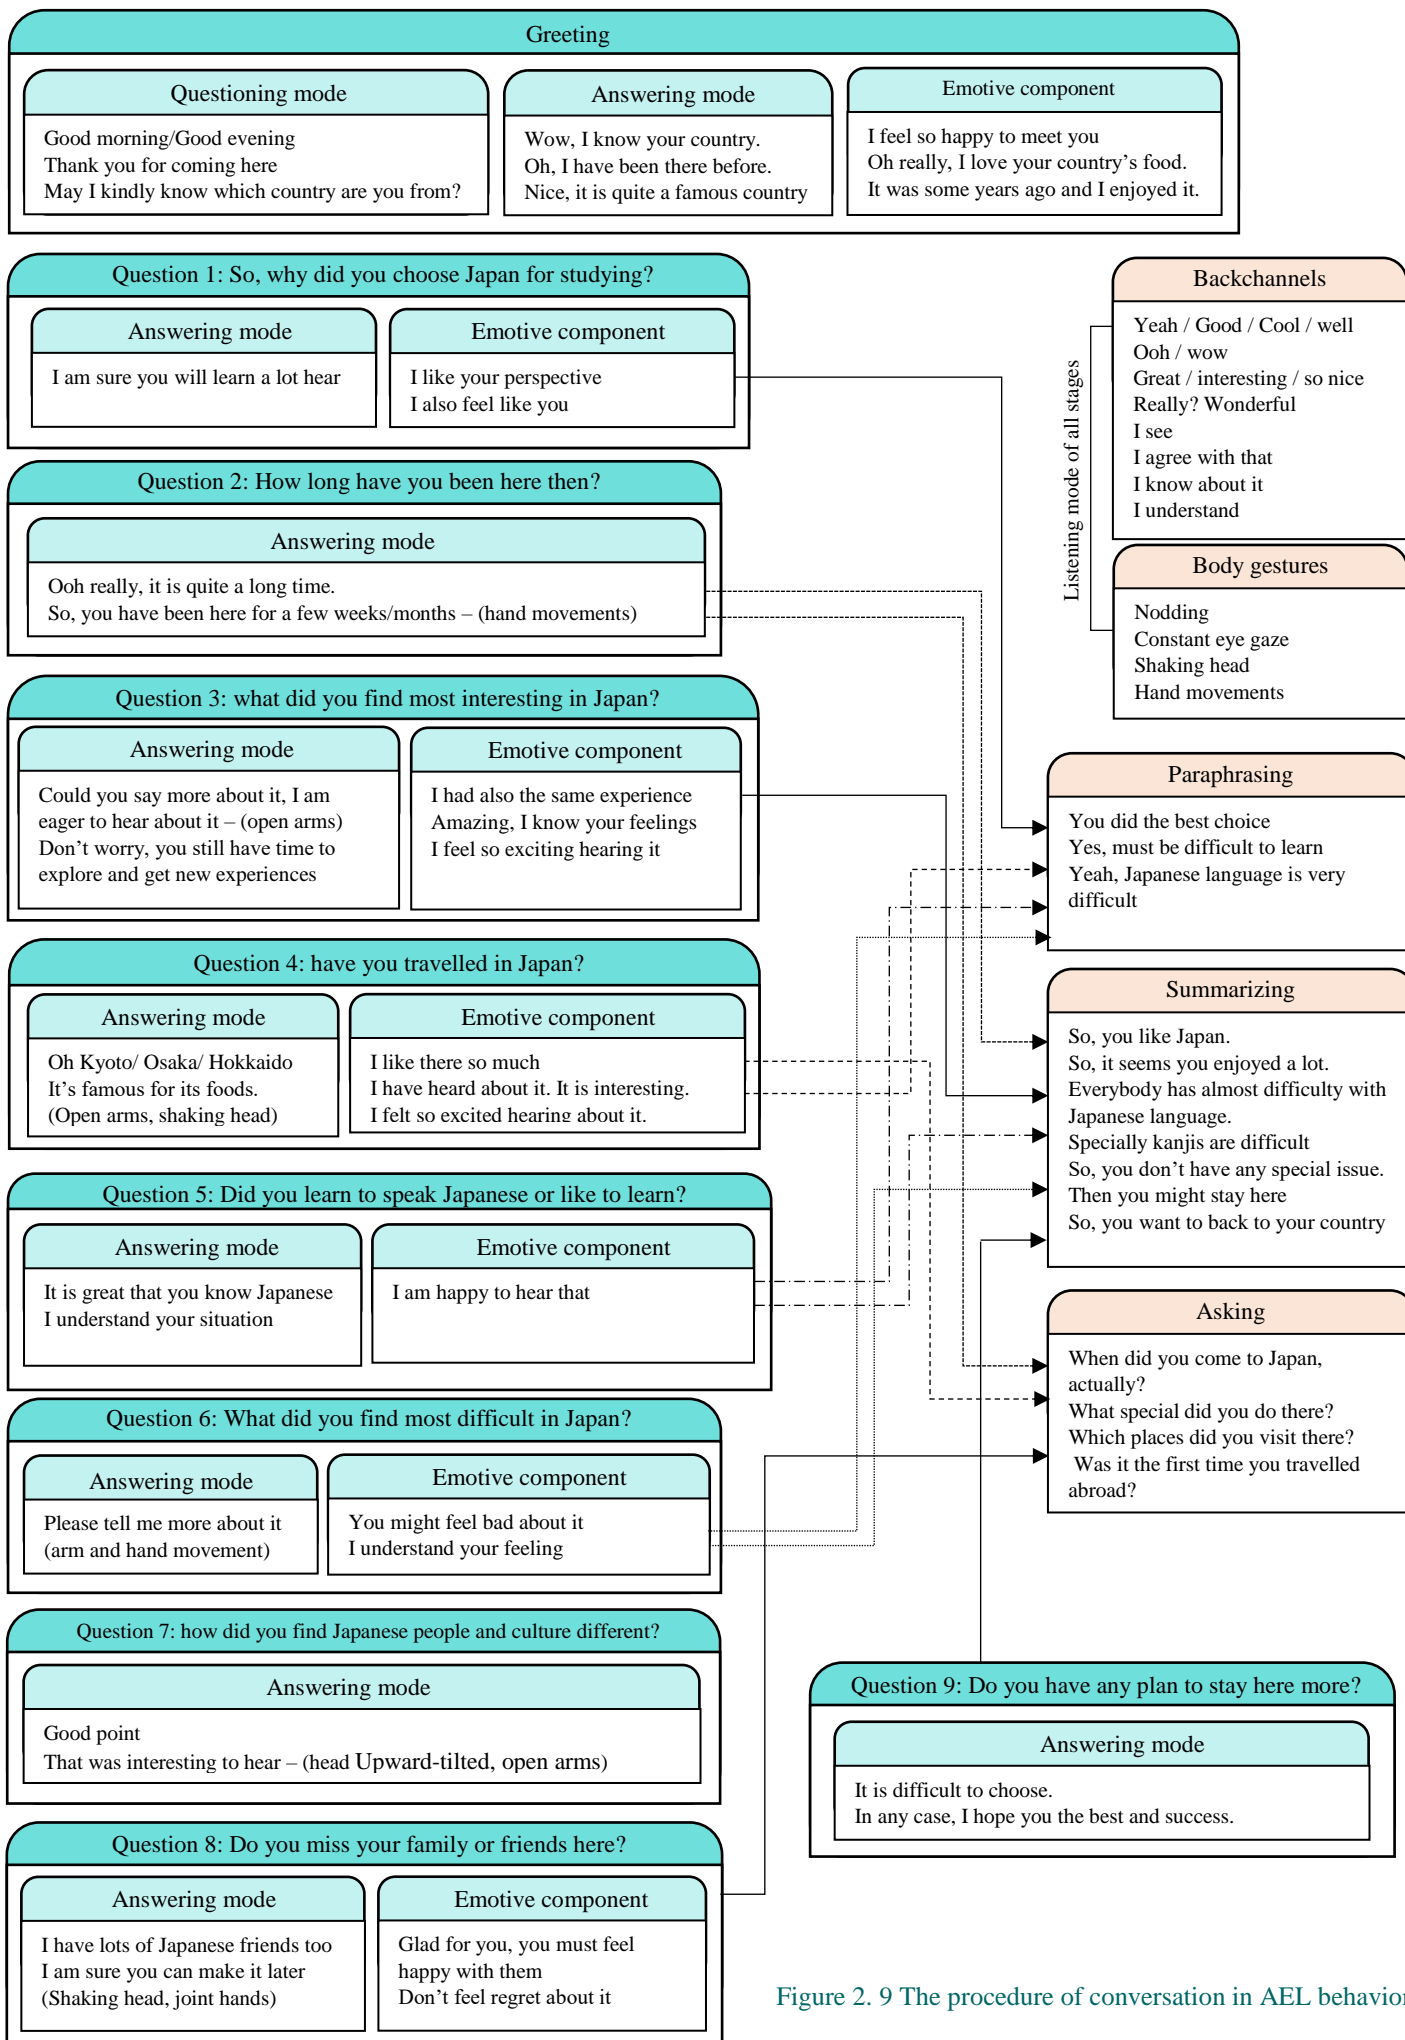 Greeting
Questioning mode
Good morning/Good evening
Thank you for coming here
May I kindly know which country are you from?
Answering mode
Wow, I know your country.
Oh, I have been there before.
Nice, it is quite a famous country
Emotive component
I feel so happy to meet you
Oh really, I love your country's food.
It was some years ago and I enjoyed it.
Question 1: So, why did you choose Japan for studying?
Answering mode
I am sure you will learn a lot hear
Emotive component
I like your perspective
I also feel like you
Question 2: How long have you been here then?
Answering mode
Ooh really, it is quite a long time.
So, you have been here for a few weeks/months – (hand movements)
Question 3: what did you find most interesting in Japan?
Answering mode
Could you say more about it, I am
eager to hear about it – (open arms)
Don't worry, you still have time to
explore and get new experiences
Emotive component
I had also the same experience
Amazing, I know your feelings
I feel so exciting hearing it
Question 4: have you travelled in Japan?
Answering mode
Oh Kyoto/ Osaka/ Hokkaido
It's famous for its foods.
(Open arms, shaking head)
Emotive component
I like there so much
I have heard about it. It is interesting.
I felt so excited hearing about it.
Question 5: Did you learn to speak Japanese or like to learn?
Answering mode
It is great that you know Japanese
I understand your situation
Emotive component
I am happy to hear that
Question 6: What did you find most difficult in Japan?
Answering mode
Please tell me more about it
(arm and hand movement)
Emotive component
You might feel bad about it
I understand your feeling
Question 7: how did you find Japanese people and culture different?
Answering mode
Good point
That was interesting to hear – (head Upward-tilted, open arms)
Question 8: Do you miss your family or friends here?
Answering mode
I have lots of Japanese friends too
I am sure you can make it later
(Shaking head, joint hands)
Emotive component
Glad for you, you must feel
happy with them
Don't feel regret about it
Listening mode of all stages
Backchannels
Yeah / Good / Cool / well
Ooh / wow
Great / interesting / so nice
Really? Wonderful
I see
I agree with that
I know about it
I understand
Body gestures
Nodding
Constant eye gaze
Shaking head
Hand movements
Paraphrasing
You did the best choice
Yes, must be difficult to learn
Yeah, Japanese language is very
difficult
Summarizing
So, you like Japan.
So, it seems you enjoyed a lot.
Everybody has almost difficulty with
Japanese language.
Specially kanjis are difficult
So, you don't have any special issue.
Then you might stay here
So, you want to back to your country
Asking
When did you come to Japan,
actually?
What special did you do there?
Which places did you visit there?
Was it the first time you travelled
abroad?
Question 9: Do you have any plan to stay here more?
Answering mode
It is difficult to choose.
In any case, I hope you the best and success.
Figure 2. 9 The procedure of conversation in AEL behavior